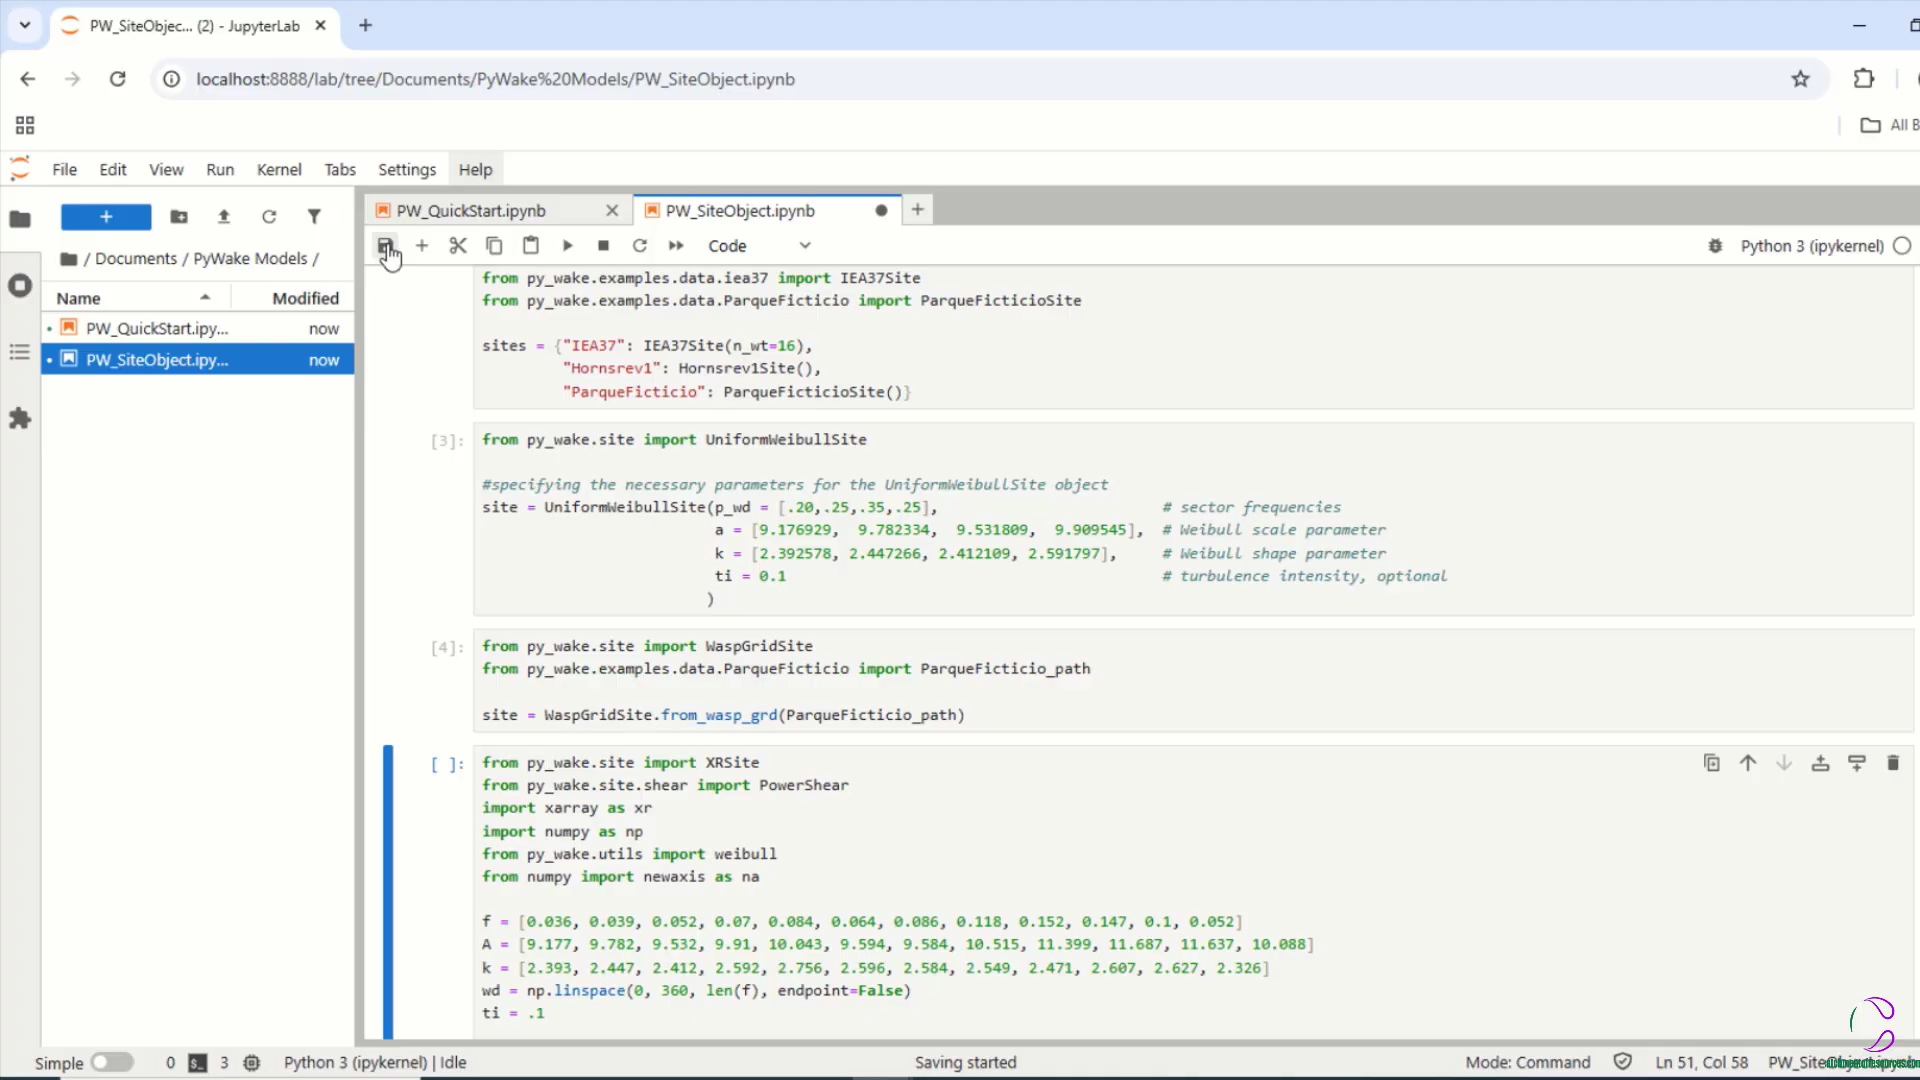 PW_SiteObjec... (2) - JupyterLab
localhost:8888/lab/tree/Documents/PyWake%20Models/PW_SiteObject.ipynb
All B
File Edit View Run Kernel Tabs Settings Help
/ Documents / PyWake Models /
Name Modified
PW_QuickStart.ipy... now
PW_SiteObject.ipy... now
PW_QuickStart.ipynb PW_SiteObject.ipynb
Code Python 3 (ipykernel)
from py_wake.examples.data.iea37 import IEA37Site
from py_wake.examples.data.ParqueFicticio import ParqueFicticioSite
sites = {"IEA37": IEA37Site(n_wt=16),
"Hornsrev1": Hornsrev1Site(),
"ParqueFicticio": ParqueFicticioSite()}
[3]: from py_wake.site import UniformWeibullSite
#specifying the necessary parameters for the UniformWeibullSite object
site = UniformWeibullSite(p_wd = [.20,.25,.35,.25], # sector frequencies
a = [9.176929, 9.782334, 9.531809, 9.909545], # Weibull scale parameter
k = [2.392578, 2.447266, 2.412109, 2.591797], # Weibull shape parameter
ti = 0.1 # turbulence intensity, optional
)
[4]: from py_wake.site import WaspGridSite
from py_wake.examples.data.ParqueFicticio import ParqueFicticio_path
site = WaspGridSite.from_wasp_grd(ParqueFicticio_path)
[ ]: from py_wake.site import XRSite
from py_wake.site.shear import PowerShear
import xarray as xr
import numpy as np
from py_wake.utils import weibull
from numpy import newaxis as na
f = [0.036, 0.039, 0.052, 0.07, 0.084, 0.064, 0.086, 0.118, 0.152, 0.147, 0.1, 0.052]
A = [9.177, 9.782, 9.532, 9.91, 10.043, 9.594, 9.584, 10.515, 11.399, 11.687, 11.637, 10.088]
k = [2.393, 2.447, 2.412, 2.592, 2.756, 2.596, 2.584, 2.549, 2.471, 2.607, 2.627, 2.326]
wd = np.linspace(0, 360, len(f), endpoint=False)
ti = .1
Simple 0 3 Python 3 (ipykernel) | Idle Saving started Mode: Command Ln 51, Col 58